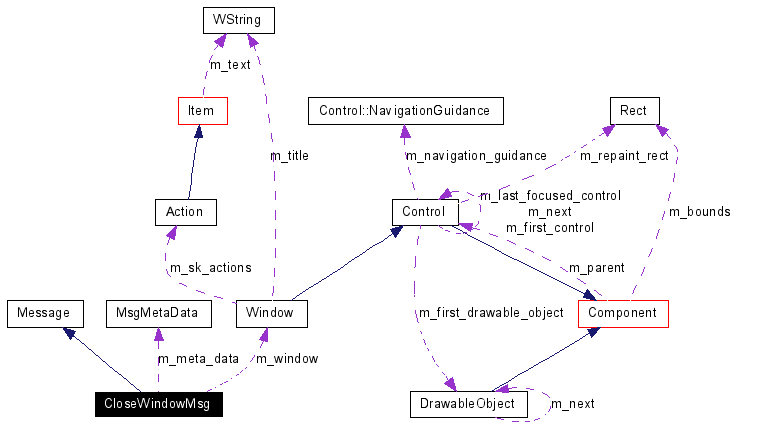 WString
m_text
Item
Control::NavigationGuidance
Rect
m_title
m_navigation_guidance
m_repaint_rect
Action
Control
m_last_focused_control
m_next
m_first_control
m_bounds
m_sk_actions
m_parent
Message
MsgMetaData
Window
m_first_drawable_object
Component
m_meta_data
m_window
CloseWindowMsg
DrawableObject
m_next